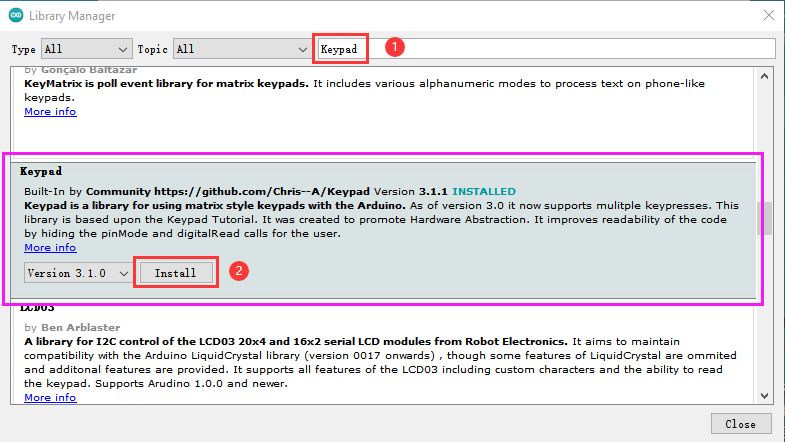 Library Manager
Type All Topic All Keypad 1
by Gonçalo Baltazar
KeyMatrix is poll event library for matrix keypads. It includes various alphanumeric modes to process text on phone-like
keypads.
More info
Keypad
Built-In by Community https://github.com/Chris--A/Keypad Version 3.1.1 INSTALLED
Keypad is a library for using matrix style keypads with the Arduino. As of version 3.0 it now supports mulitple keypresses. This
library is based upon the Keypad Tutorial. It was created to promote Hardware Abstraction. It improves readability of the code
by hiding the pinMode and digitalRead calls for the user.
More info
Version 3.1.0 Install 2
LCD03
by Ben Arblaster
A library for I2C control of the LCD03 20x4 and 16x2 serial LCD modules from Robot Electronics. It aims to maintain
compatibility with the Arduino LiquidCrystal library (version 0017 onwards) , though some features of LiquidCrystal are ommited
and additonal features are provided. It supports all features of the LCD03 including custom characters and the ability to read
the keypad. Supports Arudino 1.0.0 and newer.
More info
Close